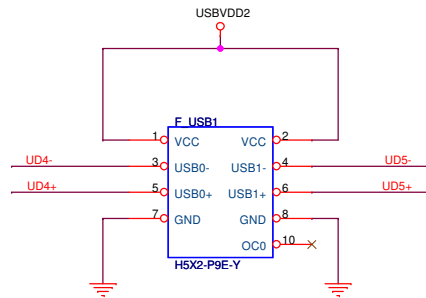 USBVDD2
F_USB1
1 VCC VCC 2
UD4- 3 USB0- USB1- 4 UD5-
UD4+ 5 USB0+ USB1+ 6 UD5+
7 GND GND 8
OC0 10
H5X2-P9E-Y